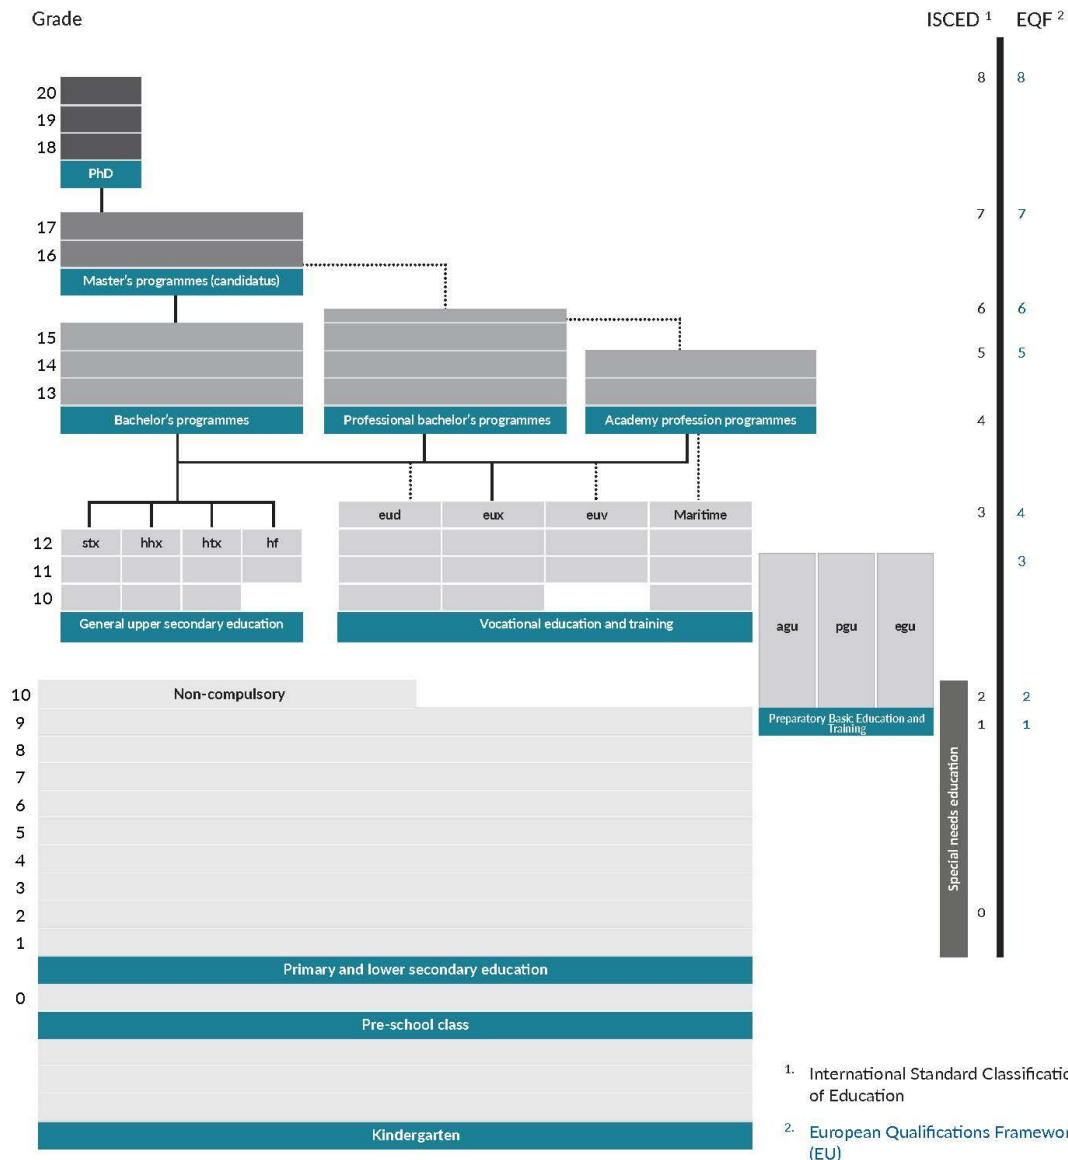 Grade
ISCED 1 EQF 2
8 8
20
19
18
PhD
17
7 7
16
Master's programmes (candidatus)
6 6
15
5 5
14
13
Bachelor's programmes
Professional bachelor's programmes
Academy profession programmes
4
eud eux euv Maritime
3 4
12 stx hhx htx hf
11
3
10
General upper secondary education
Vocational education and training
agu pgu egu
10 Non-compulsory
2 2
9
Preparatory Basic Education and
Training
1 1
8
7
6
5
4
3
2
1
Special needs education
0
Primary and lower secondary education
0
Pre-school class
Kindergarten
1. International Standard Classificatio
of Education
2. European Qualifications Framewor
(EU)